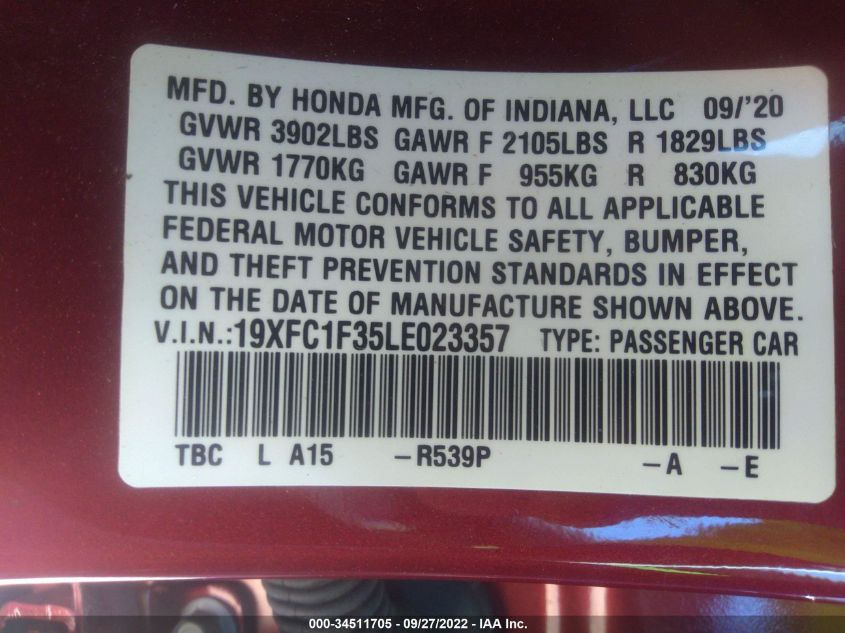 MFD. BY HONDA MFG. OF INDIANA, LLC 09/'20
GVWR 3902LBS GAWR F 2105LBS R 1829LBS
GVWR 1770KG GAWR F 955KG R 830KG
THIS VEHICLE CONFORMS TO ALL APPLICABLE
FEDERAL MOTOR VEHICLE SAFETY, BUMPER,
AND THEFT PREVENTION STANDARDS IN EFFECT
ON THE DATE OF MANUFACTURE SHOWN ABOVE.
V.I.N.:19XFC1F35LE023357 TYPE: PASSENGER CAR
TBC L A15 -R539P -A -E
000-34511705 - 09/27/2022 - IAA Inc.